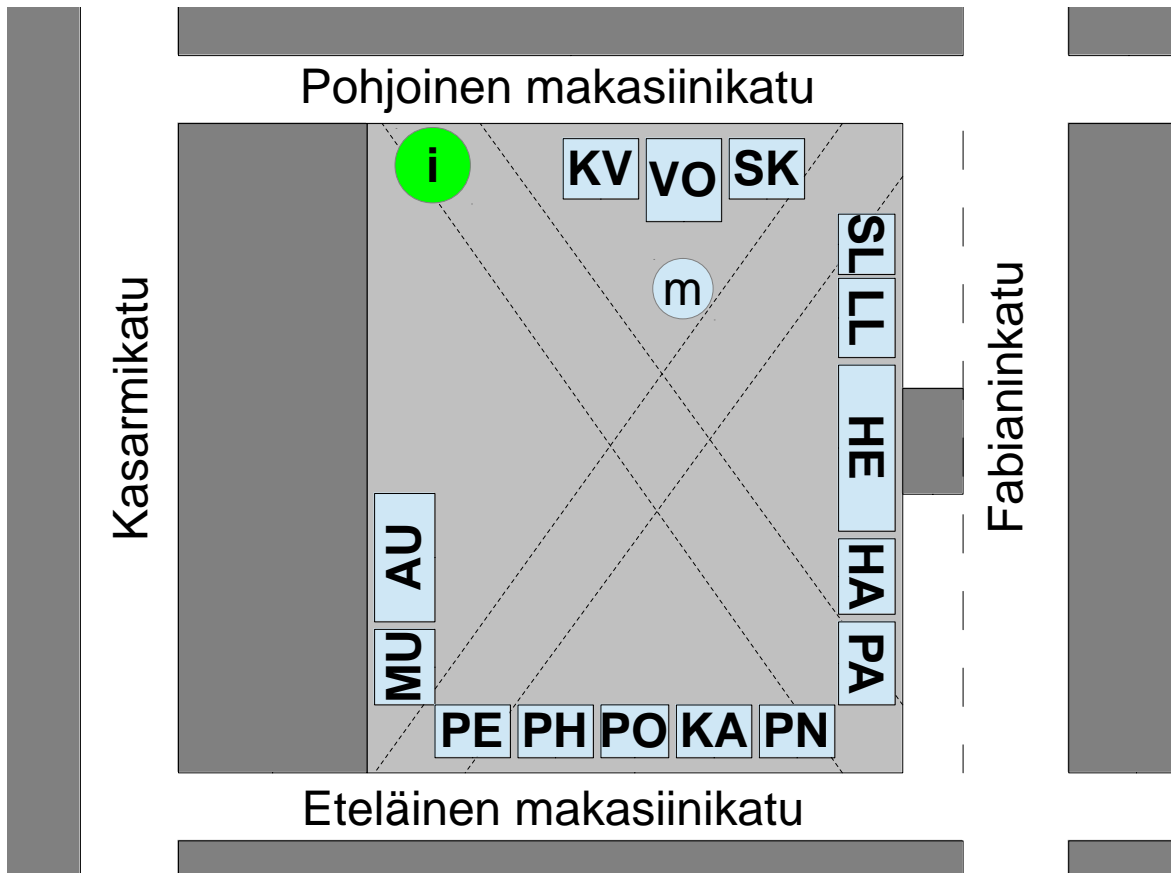 Pohjoinen makasiinikatu
i
KV
VO
SK
m
SL
LL
HE
HA
PA
Kasarmikatu
Fabianinkatu
AU
MU
PE
PH
PO
KA
PN
Eteläinen makasiinikatu